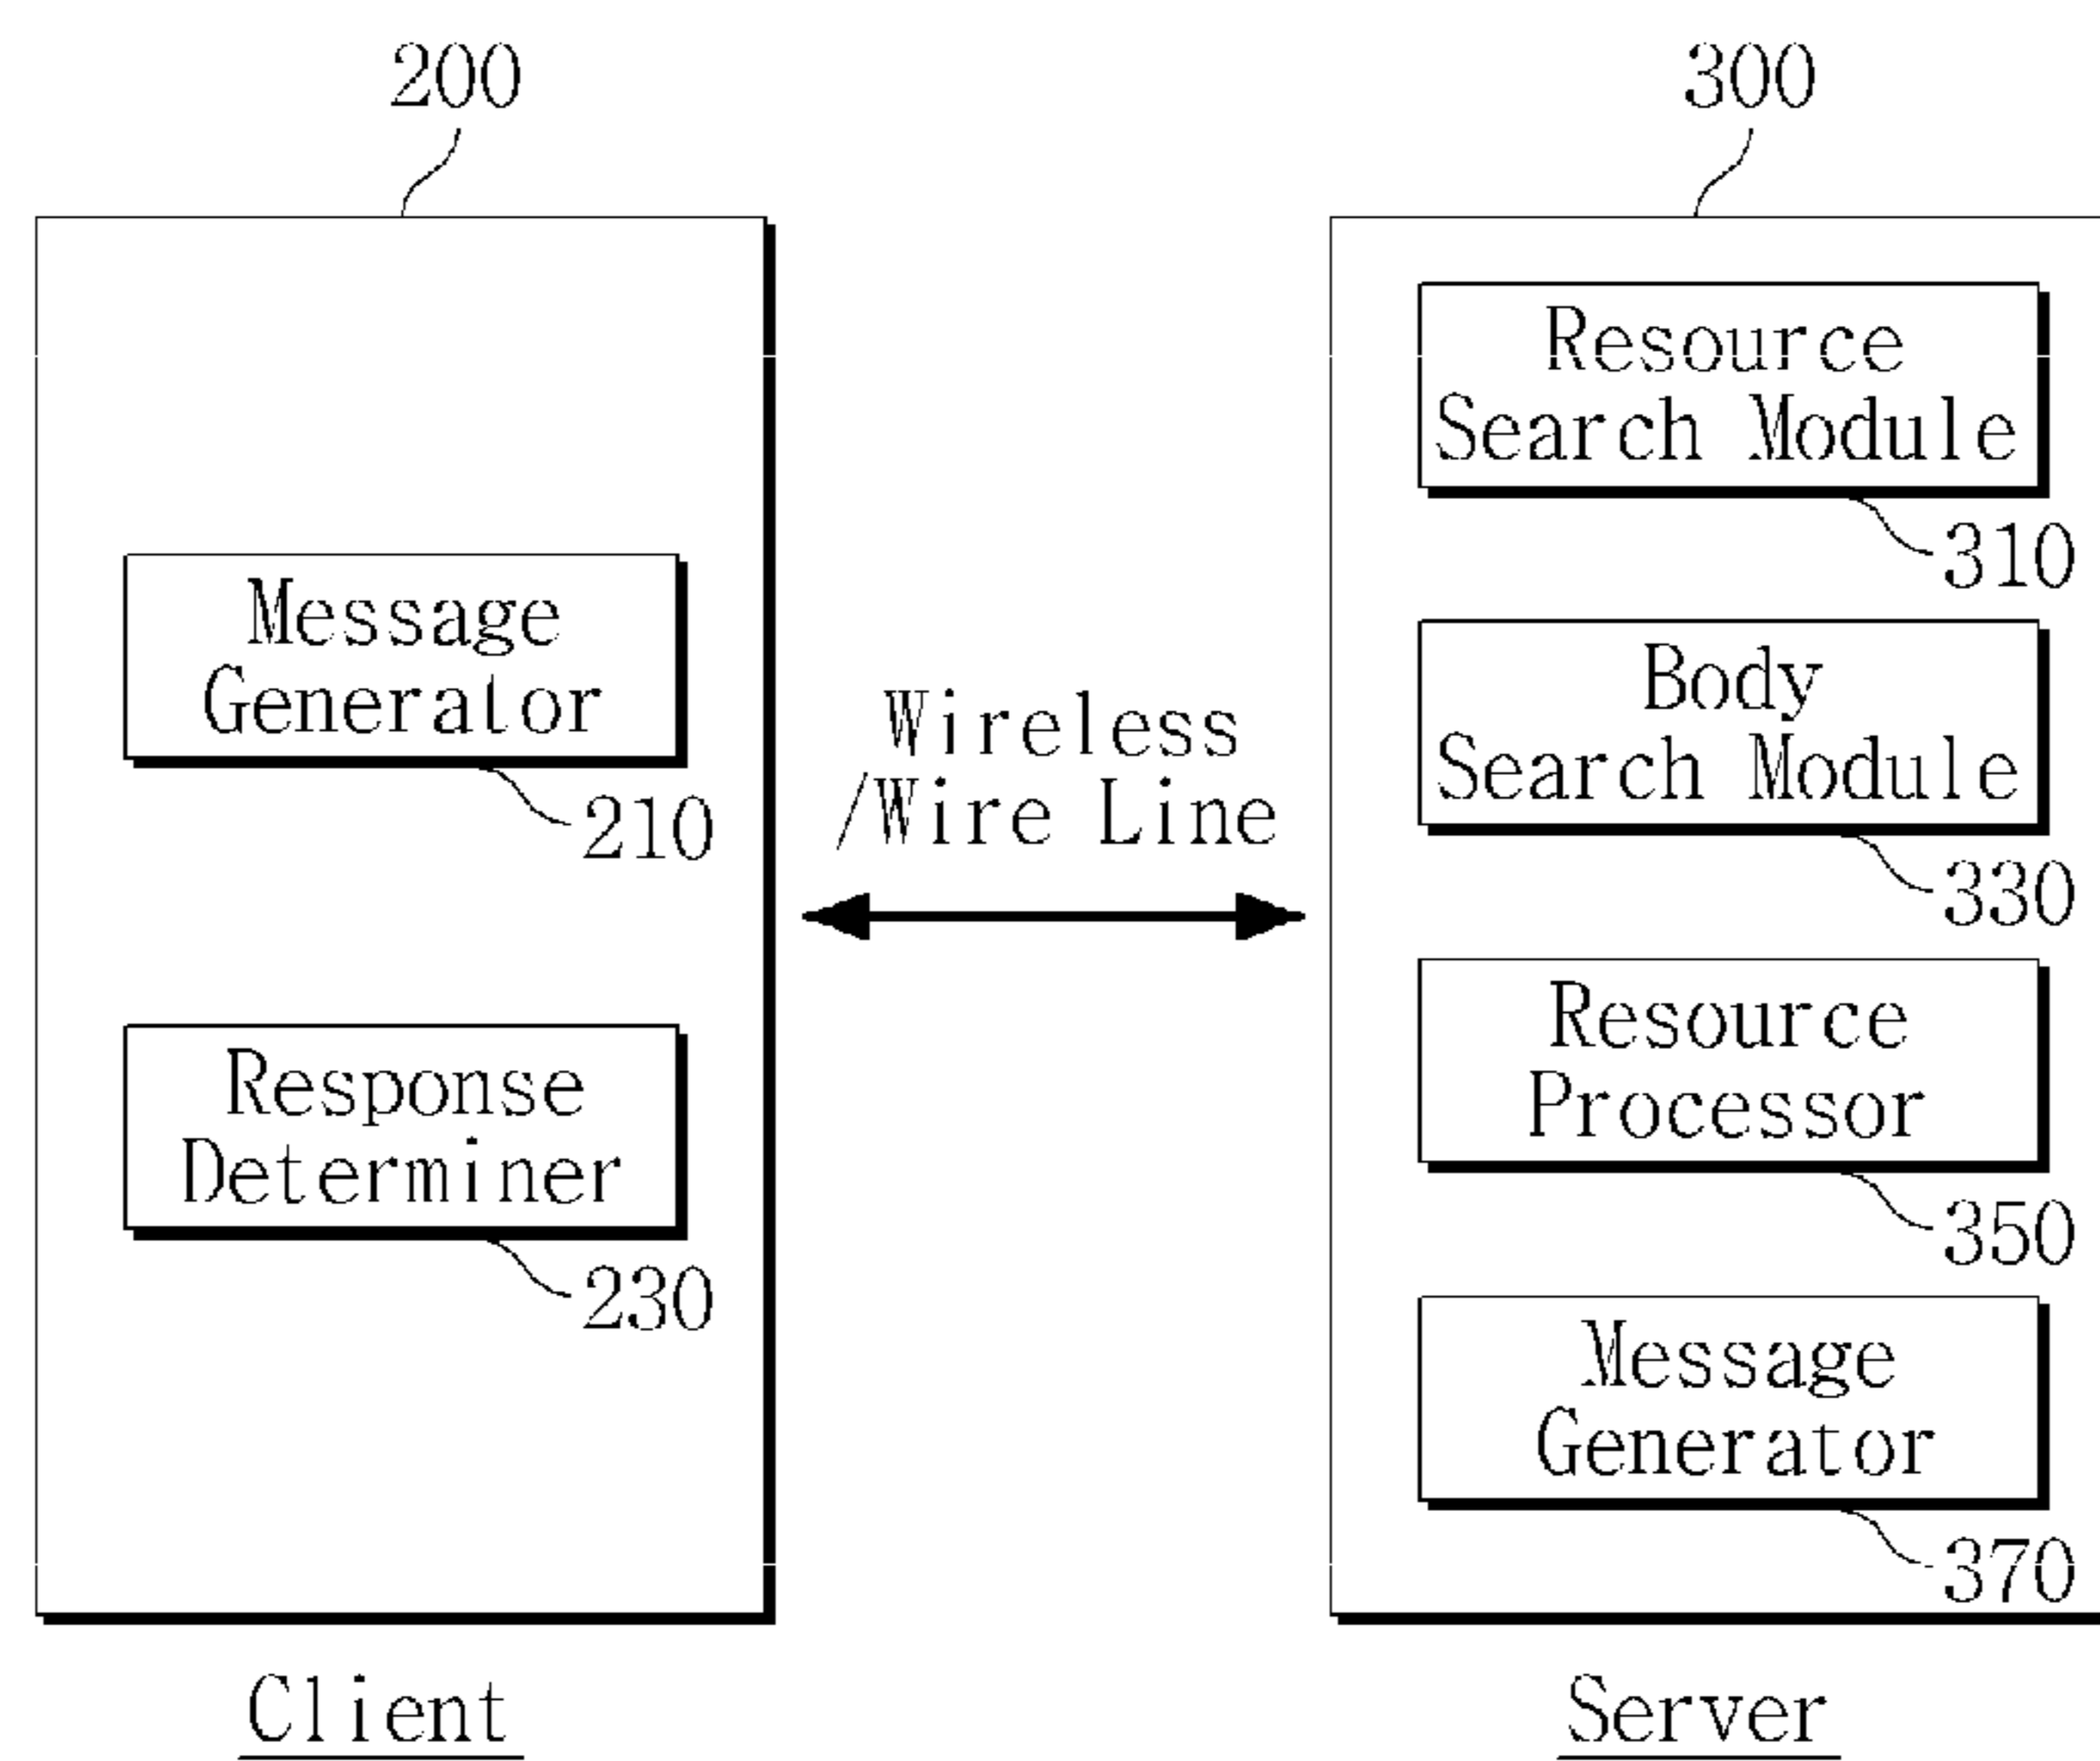 200
300
Message
Generator
210
Response
Determiner
230
Wireless
/Wire Line
Resource
Search Module
310
Body
Search Module
330
Resource
Processor
350
Message
Generator
370
Client
Server